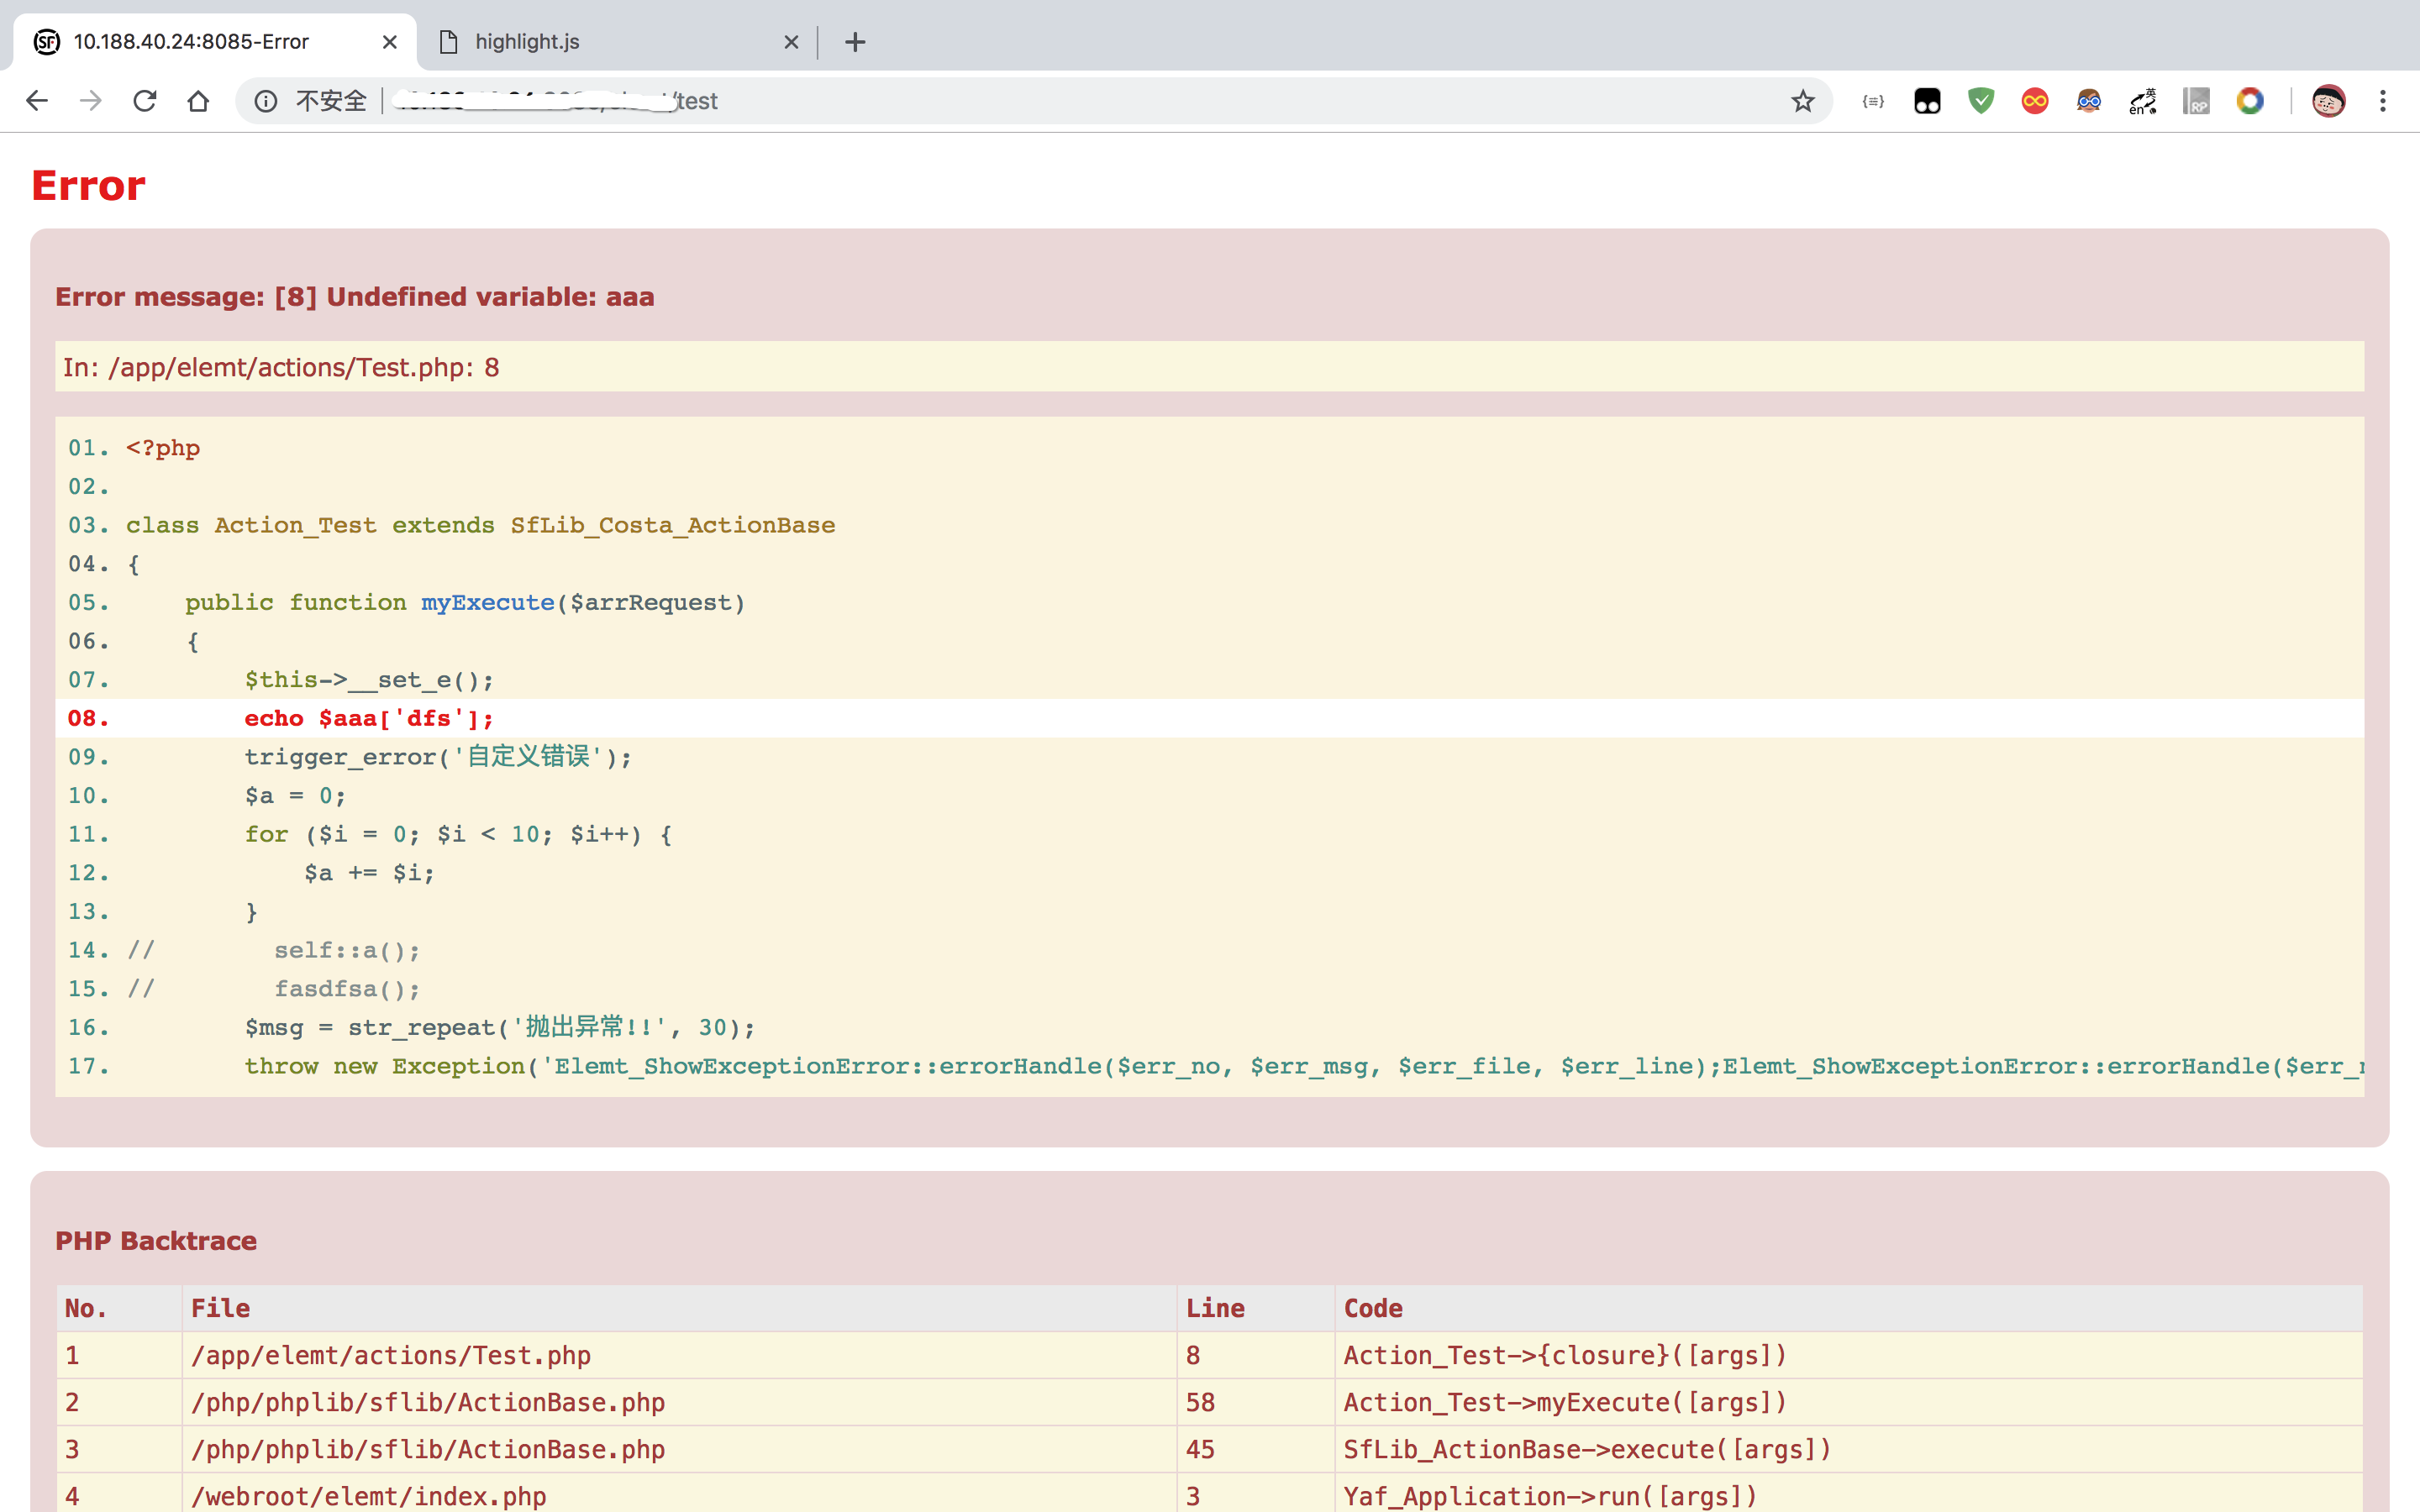 SF 10.188.40.24:8085-Error
highlight.js
不安全 /test
{≡} 英 en RP
Error
Error message: [8] Undefined variable: aaa
In: /app/elemt/actions/Test.php: 8
01. <?php
02.
03. class Action_Test extends SfLib_Costa_ActionBase
04. {
05.     public function myExecute($arrRequest)
06.     {
07.         $this->__set_e();
08.         echo $aaa['dfs'];
09.         trigger_error('自定义错误');
10.         $a = 0;
11.         for ($i = 0; $i < 10; $i++) {
12.             $a += $i;
13.         }
14. //        self::a();
15. //        fasdfsa();
16.         $msg = str_repeat('抛出异常!!', 30);
17.         throw new Exception('Elemt_ShowExceptionError::errorHandle($err_no, $err_msg, $err_file, $err_line);Elemt_ShowExceptionError::errorHandle($err_
PHP Backtrace
No. File Line Code
1 /app/elemt/actions/Test.php 8 Action_Test->{closure}([args])
2 /php/phplib/sflib/ActionBase.php 58 Action_Test->myExecute([args])
3 /php/phplib/sflib/ActionBase.php 45 SfLib_ActionBase->execute([args])
4 /webroot/elemt/index.php 3 Yaf_Application->run([args])